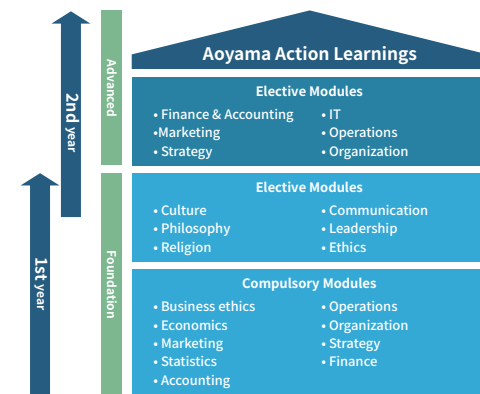 Aoyama Action Learnings
2nd year
Advanced
Elective Modules
• Finance & Accounting
•Marketing
• Strategy
• IT
• Operations
• Organization
1st year
Foundation
Elective Modules
• Culture
• Philosophy
• Religion
• Communication
• Leadership
• Ethics
Compulsory Modules
• Business ethics
• Economics
• Marketing
• Statistics
• Accounting
• Operations
• Organization
• Strategy
• Finance